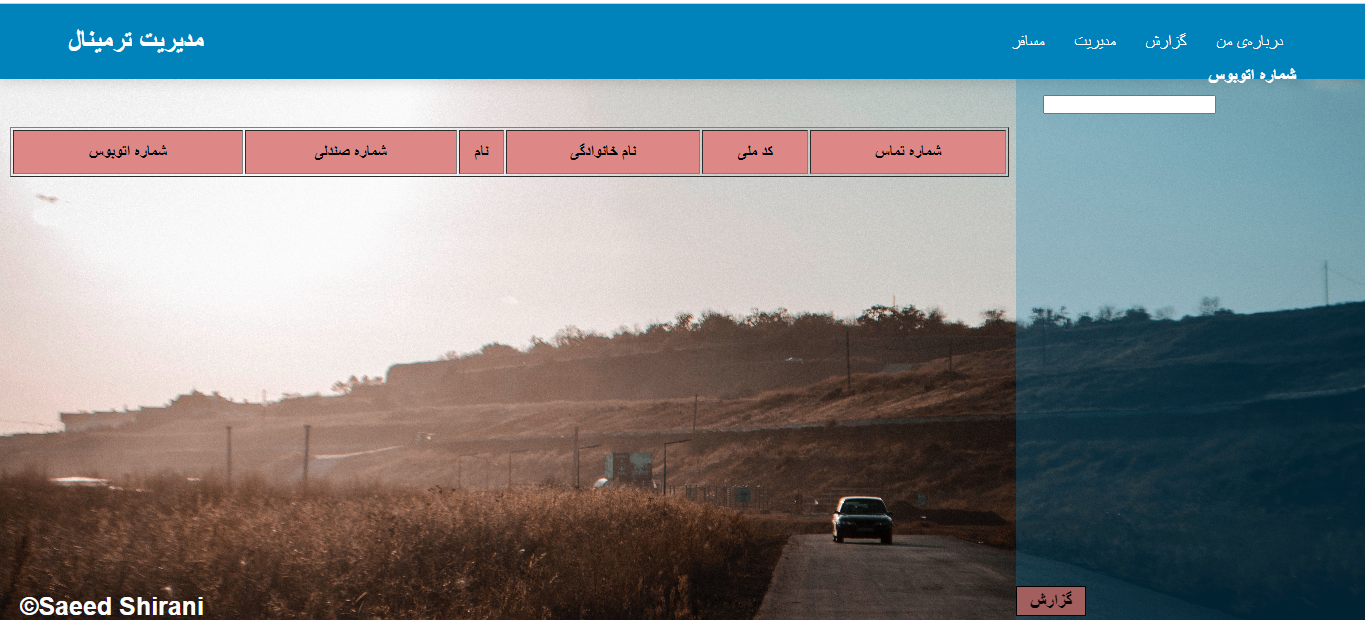 مدیریت ترمینال
درباره‌ی من
گزارش
مدیریت
مسافر
شماره اتوبوس
شماره تماس
کد ملی
نام خانوادگی
نام
شماره صندلی
شماره اتوبوس
گزارش
©Saeed Shirani